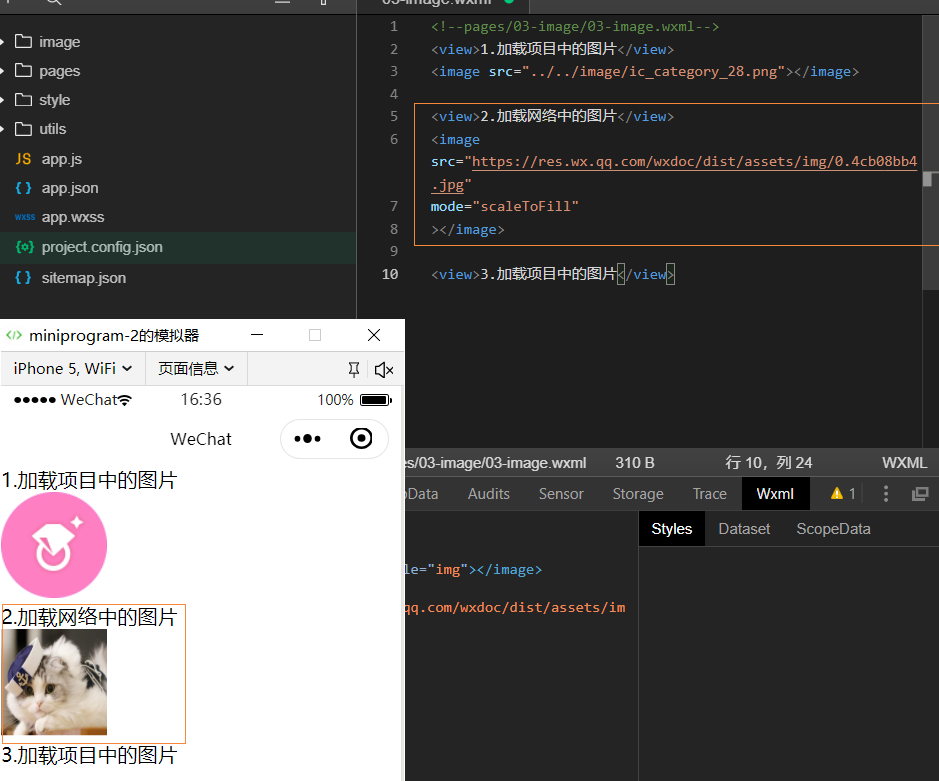 03-image.wxml
image
pages
style
utils
JS app.js
{ } app.json
WXSS app.wxss
project.config.json
{ } sitemap.json
1 <!--pages/03-image/03-image.wxml-->
2 <view>1.加载项目中的图片</view>
3 <image src="../../image/ic_category_28.png"></image>
4
5 <view>2.加载网络中的图片</view>
6 <image
src="https://res.wx.qq.com/wxdoc/dist/assets/img/0.4cb08bb4
.jpg"
7 mode="scaleToFill"
8 ></image>
9
10 <view>3.加载项目中的图片</view>
miniprogram-2的模拟器
iPhone 5, WiFi 页面信息
WeChat 16:36 100%
WeChat
1.加载项目中的图片
2.加载网络中的图片
3.加载项目中的图片
es/03-image/03-image.wxml 310 B 行 10，列 24 WXML
pData Audits Sensor Storage Trace Wxml 1
Styles Dataset ScopeData
le="img"></image>
qq.com/wxdoc/dist/assets/im